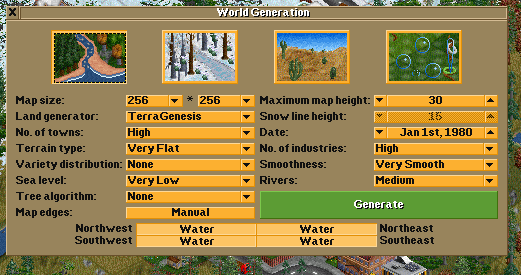 World Generation
Map size: 256 * 256 Maximum map height: 30
Land generator: TerraGenesis Snow line height: 15
No. of towns: High Date: Jan 1st, 1980
Terrain type: Very Flat No. of industries: High
Variety distribution: None Smoothness: Very Smooth
Sea level: Very Low Rivers: Medium
Tree algorithm: None Generate
Map edges: Manual
Northwest Water Water Northeast
Southwest Water Water Southeast